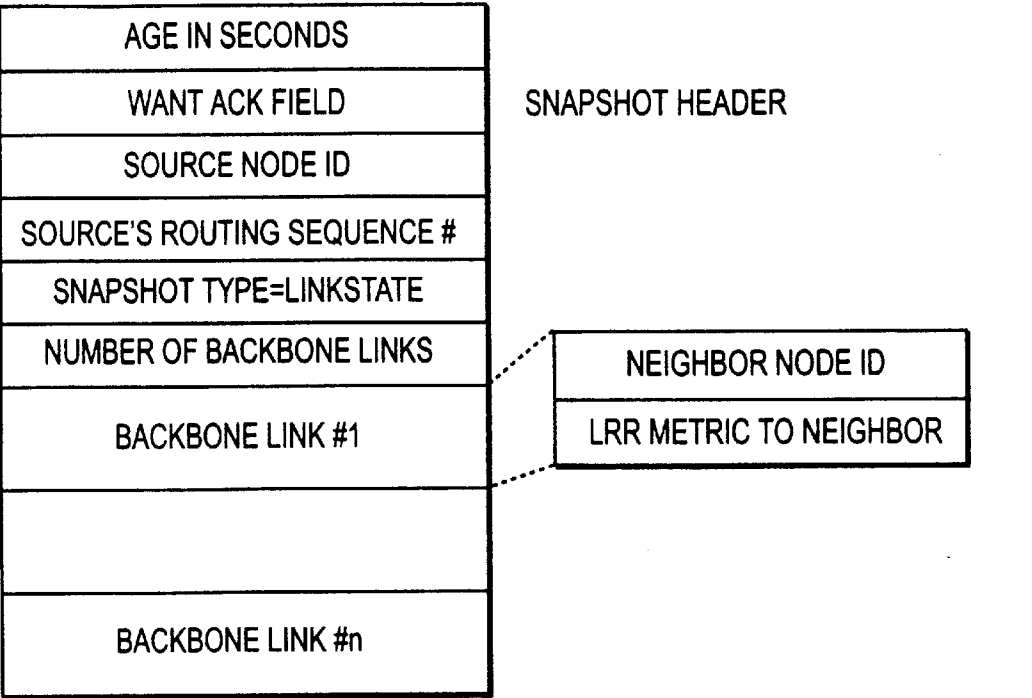 AGE IN SECONDS
WANT ACK FIELD
SNAPSHOT HEADER
SOURCE NODE ID
SOURCE'S ROUTING SEQUENCE #
SNAPSHOT TYPE=LINKSTATE
NUMBER OF BACKBONE LINKS
NEIGHBOR NODE ID
LRR METRIC TO NEIGHBOR
BACKBONE LINK #1
BACKBONE LINK #n